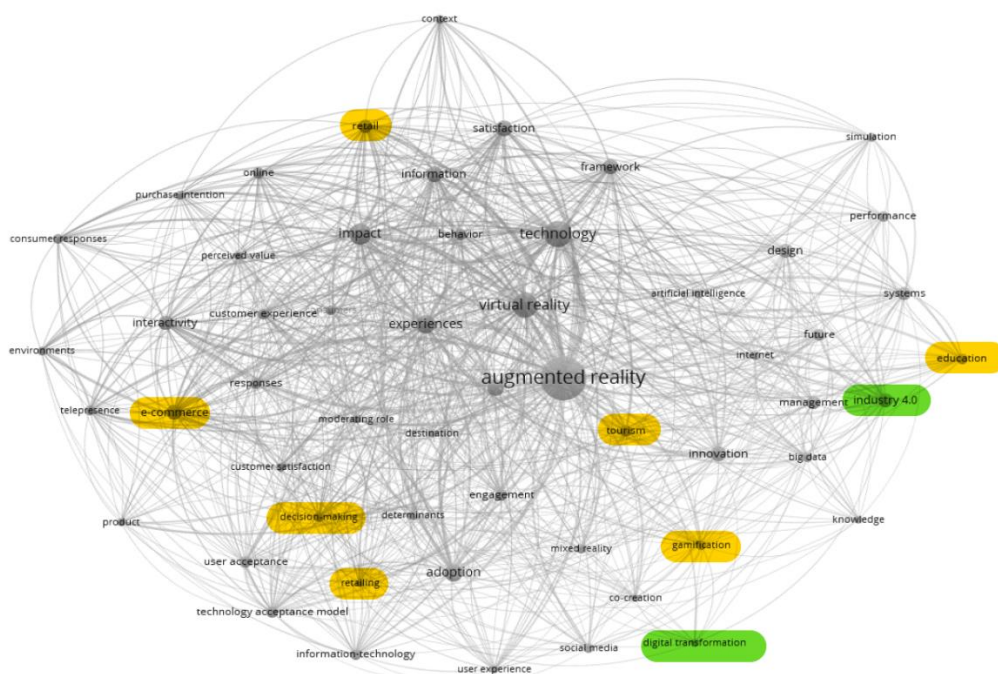 context
retail
satisfaction
simulation
framework
online
information
purchase intention
performance
consumer responses
impact
behavior
technology
perceived value
design
artificial intelligence
systems
virtual reality
customer experience
interactivity
experiences
future
environments
internet
education
augmented reality
responses
industry 4.0
management
telepresence
e-commerce
moderating role
destination
tourism
innovation
big data
customer satisfaction
engagement
product
decision-making
determinants
knowledge
mixed reality
gamification
user acceptance
adoption
retailing
co-creation
technology acceptance model
digital transformation
social media
information-technology
user experience